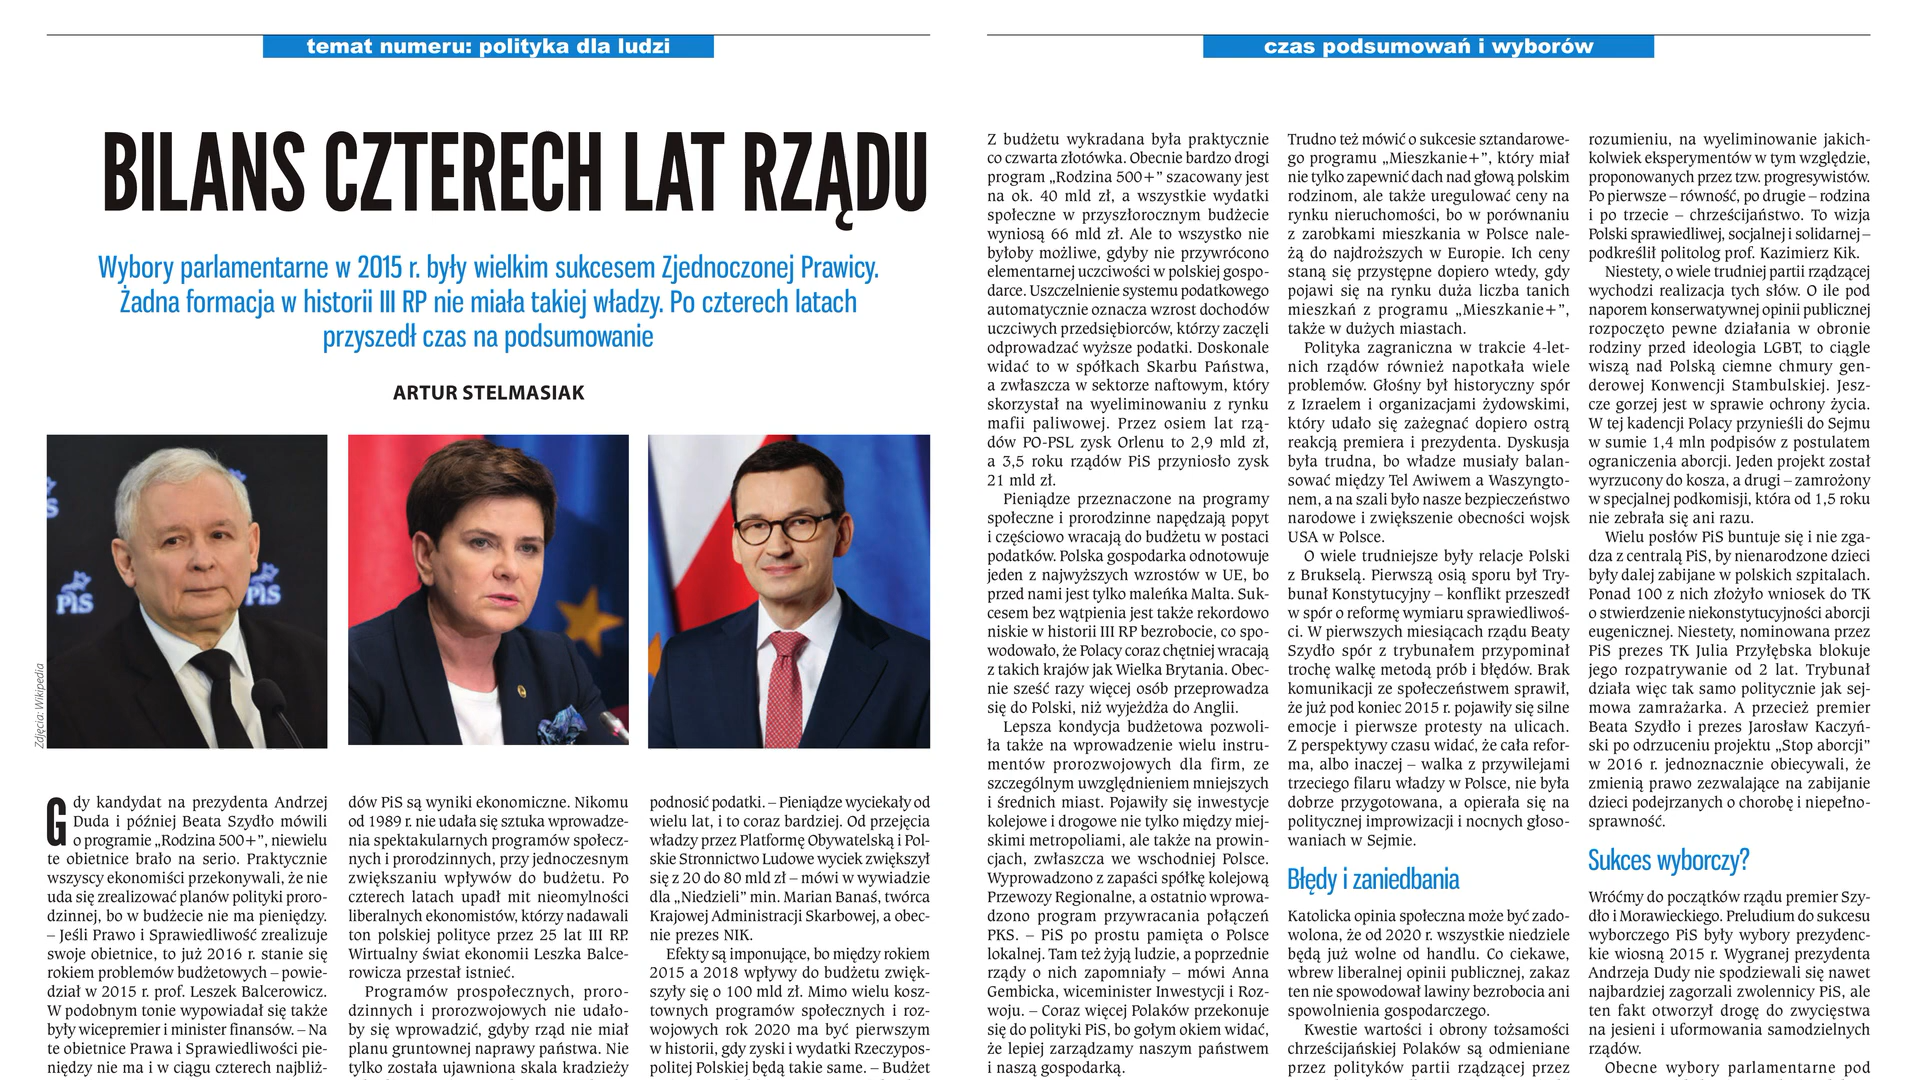 temat numeru: polityka dla ludzi
BILANS CZTERECH LAT RZĄDU
Wybory parlamentarne w 2015 r. były wielkim sukcesem Zjednoczonej Prawicy.
Żadna formacja w historii III RP nie miała takiej władzy. Po czterech latach
przyszedł czas na podsumowanie
ARTUR STELMASIAK
PiS
PiS
Zdjęcia: Wikipedia
Gdy kandydat na prezydenta Andrzej
Duda i później Beata Szydło mówili
o programie „Rodzina 500+”, niewielu
te obietnice brało na serio. Praktycznie
wszyscy ekonomiści przekonywali, że nie
uda się zrealizować planów polityki proro-
dzinnej, bo w budżecie nie ma pieniędzy.
– Jeśli Prawo i Sprawiedliwość zrealizuje
swoje obietnice, to już 2016 r. stanie się
rokiem problemów budżetowych – powie-
dział w 2015 r. prof. Leszek Balcerowicz.
W podobnym tonie wypowiadał się także
były wicepremier i minister finansów. – Na
te obietnice Prawa i Sprawiedliwości pie-
niędzy nie ma i w ciągu czterech najbliż-
dów PiS są wyniki ekonomiczne. Nikomu
od 1989 r. nie udała się sztuka wprowadze-
nia spektakularnych programów społecz-
nych i prorodzinnych, przy jednoczesnym
zwiększaniu wpływów do budżetu. Po
czterech latach upadł mit nieomylności
liberalnych ekonomistów, którzy nadawali
ton polskiej polityce przez 25 lat III RP.
Wirtualny świat ekonomii Leszka Balce-
rowicza przestał istnieć.
Programów prospołecznych, proro-
dzinnych i prorozwojowych nie udało-
by się wprowadzić, gdyby rząd nie miał
planu gruntownej naprawy państwa. Nie
tylko została ujawniona skala kradzieży
podnosić podatki. – Pieniądze wyciekały od
wielu lat, i to coraz bardziej. Od przejęcia
władzy przez Platformę Obywatelską i Pol-
skie Stronnictwo Ludowe wyciek zwiększył
się z 20 do 80 mld zł – mówi w wywiadzie
dla „Niedzieli” min. Marian Banaś, twórca
Krajowej Administracji Skarbowej, a obec-
nie prezes NIK.
Efekty są imponujące, bo między rokiem
2015 a 2018 wpływy do budżetu zwięk-
szyły się o 100 mld zł. Mimo wielu kosz-
townych programów społecznych i roz-
wojowych rok 2020 ma być pierwszym
w historii, gdy zyski i wydatki Rzeczypos-
politej Polskiej będą takie same. – Budżet
czas podsumowań i wyborów
Z budżetu wykradana była praktycznie
co czwarta złotówka. Obecnie bardzo drogi
program „Rodzina 500+” szacowany jest
na ok. 40 mld zł, a wszystkie wydatki
społeczne w przyszłorocznym budżecie
wyniosą 66 mld zł. Ale to wszystko nie
byłoby możliwe, gdyby nie przywrócono
elementarnej uczciwości w polskiej gospo-
darce. Uszczelnienie systemu podatkowego
automatycznie oznacza wzrost dochodów
uczciwych przedsiębiorców, którzy zaczęli
odprowadzać wyższe podatki. Doskonale
widać to w spółkach Skarbu Państwa,
a zwłaszcza w sektorze naftowym, który
skorzystał na wyeliminowaniu z rynku
mafii paliwowej. Przez osiem lat rzą-
dów PO-PSL zysk Orlenu to 2,9 mld zł,
a 3,5 roku rządów PiS przyniosło zysk
21 mld zł.
Pieniądze przeznaczone na programy
społeczne i prorodzinne napędzają popyt
i częściowo wracają do budżetu w postaci
podatków. Polska gospodarka odnotowuje
jeden z najwyższych wzrostów w UE, bo
przed nami jest tylko maleńka Malta. Suk-
cesem bez wątpienia jest także rekordowo
niskie w historii III RP bezrobocie, co spo-
wodowało, że Polacy coraz chętniej wracają
z takich krajów jak Wielka Brytania. Obec-
nie sześć razy więcej osób przeprowadza
się do Polski, niż wyjeżdża do Anglii.
Lepsza kondycja budżetowa pozwoli-
ła także na wprowadzenie wielu instru-
mentów prorozwojowych dla firm, ze
szczególnym uwzględnieniem mniejszych
i średnich miast. Pojawiły się inwestycje
kolejowe i drogowe nie tylko między miej-
skimi metropoliami, ale także na prowin-
cjach, zwłaszcza we wschodniej Polsce.
Wyprowadzono z zapaści spółkę kolejową
Przewozy Regionalne, a ostatnio wprowa-
dzono program przywracania połączeń
PKS. – PiS po prostu pamięta o Polsce
lokalnej. Tam też żyją ludzie, a poprzednie
rządy o nich zapomniały – mówi Anna
Gembicka, wiceminister Inwestycji i Roz-
woju. – Coraz więcej Polaków przekonuje
się do polityki PiS, bo gołym okiem widać,
że lepiej zarządzamy naszym państwem
i naszą gospodarką.
Trudno też mówić o sukcesie sztandarowe-
go programu „Mieszkanie+”, który miał
nie tylko zapewnić dach nad głową polskim
rodzinom, ale także uregulować ceny na
rynku nieruchomości, bo w porównaniu
z zarobkami mieszkania w Polsce nale-
żą do najdroższych w Europie. Ich ceny
staną się przystępne dopiero wtedy, gdy
pojawi się na rynku duża liczba tanich
mieszkań z programu „Mieszkanie+”,
także w dużych miastach.
Polityka zagraniczna w trakcie 4-let-
nich rządów również napotkała wiele
problemów. Głośny był historyczny spór
z Izraelem i organizacjami żydowskimi,
który udało się zażegnać dopiero ostrą
reakcją premiera i prezydenta. Dyskusja
była trudna, bo władze musiały balan-
sować między Tel Awiwem a Waszyngto-
nem, a na szali było nasze bezpieczeństwo
narodowe i zwiększenie obecności wojsk
USA w Polsce.
O wiele trudniejsze były relacje Polski
z Brukselą. Pierwszą osią sporu był Try-
bunał Konstytucyjny – konflikt przeszedł
w spór o reformę wymiaru sprawiedliwoś-
ci. W pierwszych miesiącach rządu Beaty
Szydło spór z trybunałem przypominał
trochę walkę metodą prób i błędów. Brak
komunikacji ze społeczeństwem sprawił,
że już pod koniec 2015 r. pojawiły się silne
emocje i pierwsze protesty na ulicach.
Z perspektywy czasu widać, że cała refor-
ma, albo inaczej – walka z przywilejami
trzeciego filaru władzy w Polsce, nie była
dobrze przygotowana, a opierała się na
politycznej improwizacji i nocnych głoso-
waniach w Sejmie.
Błędy i zaniedbania
Katolicka opinia społeczna może być zado-
wolona, że od 2020 r. wszystkie niedziele
będą już wolne od handlu. Co ciekawe,
wbrew liberalnej opinii publicznej, zakaz
ten nie spowodował lawiny bezrobocia ani
spowolnienia gospodarczego.
Kwestie wartości i obrony tożsamości
chrześcijańskiej Polaków są odmieniane
przez polityków partii rządzącej przez
rozumieniu, na wyeliminowanie jakich-
kolwiek eksperymentów w tym względzie,
proponowanych przez tzw. progresywistów.
Po pierwsze – równość, po drugie – rodzina
i po trzecie – chrześcijaństwo. To wizja
Polski sprawiedliwej, socjalnej i solidarnej –
podkreślił politolog prof. Kazimierz Kik.
Niestety, o wiele trudniej partii rządzącej
wychodzi realizacja tych słów. O ile pod
naporem konserwatywnej opinii publicznej
rozpoczęto pewne działania w obronie
rodziny przed ideologia LGBT, to ciągle
wiszą nad Polską ciemne chmury gen-
derowej Konwencji Stambulskiej. Jesz-
cze gorzej jest w sprawie ochrony życia.
W tej kadencji Polacy przynieśli do Sejmu
w sumie 1,4 mln podpisów z postulatem
ograniczenia aborcji. Jeden projekt został
wyrzucony do kosza, a drugi – zamrożony
w specjalnej podkomisji, która od 1,5 roku
nie zebrała się ani razu.
Wielu posłów PiS buntuje się i nie zga-
dza z centralą PiS, by nienarodzone dzieci
były dalej zabijane w polskich szpitalach.
Ponad 100 z nich złożyło wniosek do TK
o stwierdzenie niekonstytucyjności aborcji
eugenicznej. Niestety, nominowana przez
PiS prezes TK Julia Przyłębska blokuje
jego rozpatrywanie od 2 lat. Trybunał
działa więc tak samo politycznie jak sej-
mowa zamrażarka. A przecież premier
Beata Szydło i prezes Jarosław Kaczyń-
ski po odrzuceniu projektu „Stop aborcji”
w 2016 r. jednoznacznie obiecywali, że
zmienią prawo zezwalające na zabijanie
dzieci podejrzanych o chorobę i niepełno-
sprawność.
Sukces wyborczy?
Wróćmy do początków rządu premier Szy-
dło i Morawieckiego. Preludium do sukcesu
wyborczego PiS były wybory prezydenc-
kie wiosną 2015 r. Wygranej prezydenta
Andrzeja Dudy nie spodziewali się nawet
najbardziej zagorzali zwolennicy PiS, ale
ten fakt otworzył drogę do zwycięstwa
na jesieni i uformowania samodzielnych
rządów.
Obecne wybory parlamentarne pod